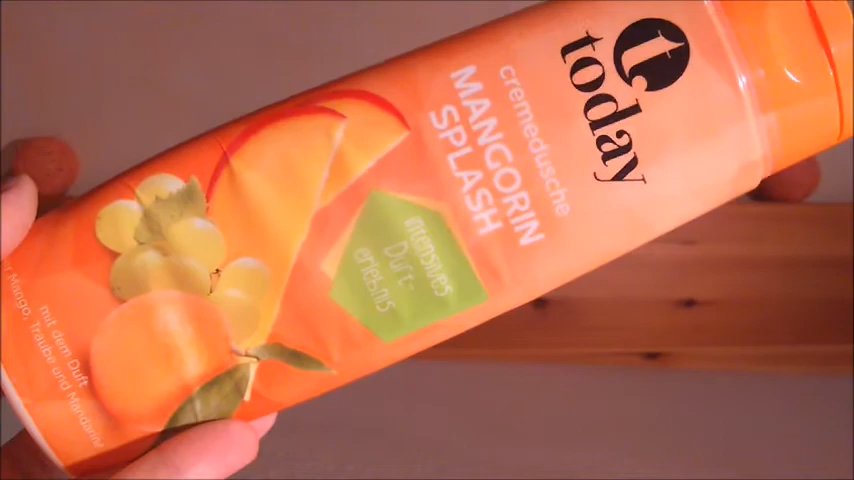 t
today
cremedusche
MANGORIN
SPLASH
intensives
Duft-
erlebnis
mit dem Duft
Mango, Traube und Mandarine